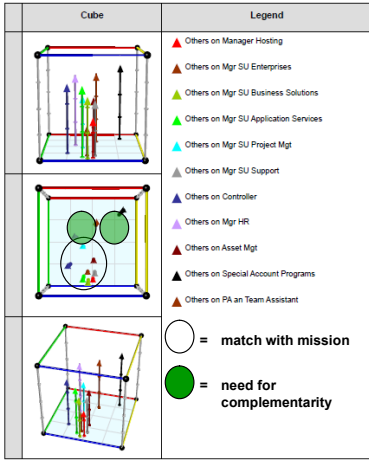 Cube
Legend
Others on Manager Hosting
Others on Mgr SU Enterprises
Others on Mgr SU Business Solutions
Others on Mgr SU Application Services
Others on Mgr SU Project Mgt
Others on Mgr SU Support
Others on Controller
Others on Mgr HR
Others on Asset Mgt
Others on Special Account Programs
Others on PA an Team Assistant
= match with mission
= need for
complementarity